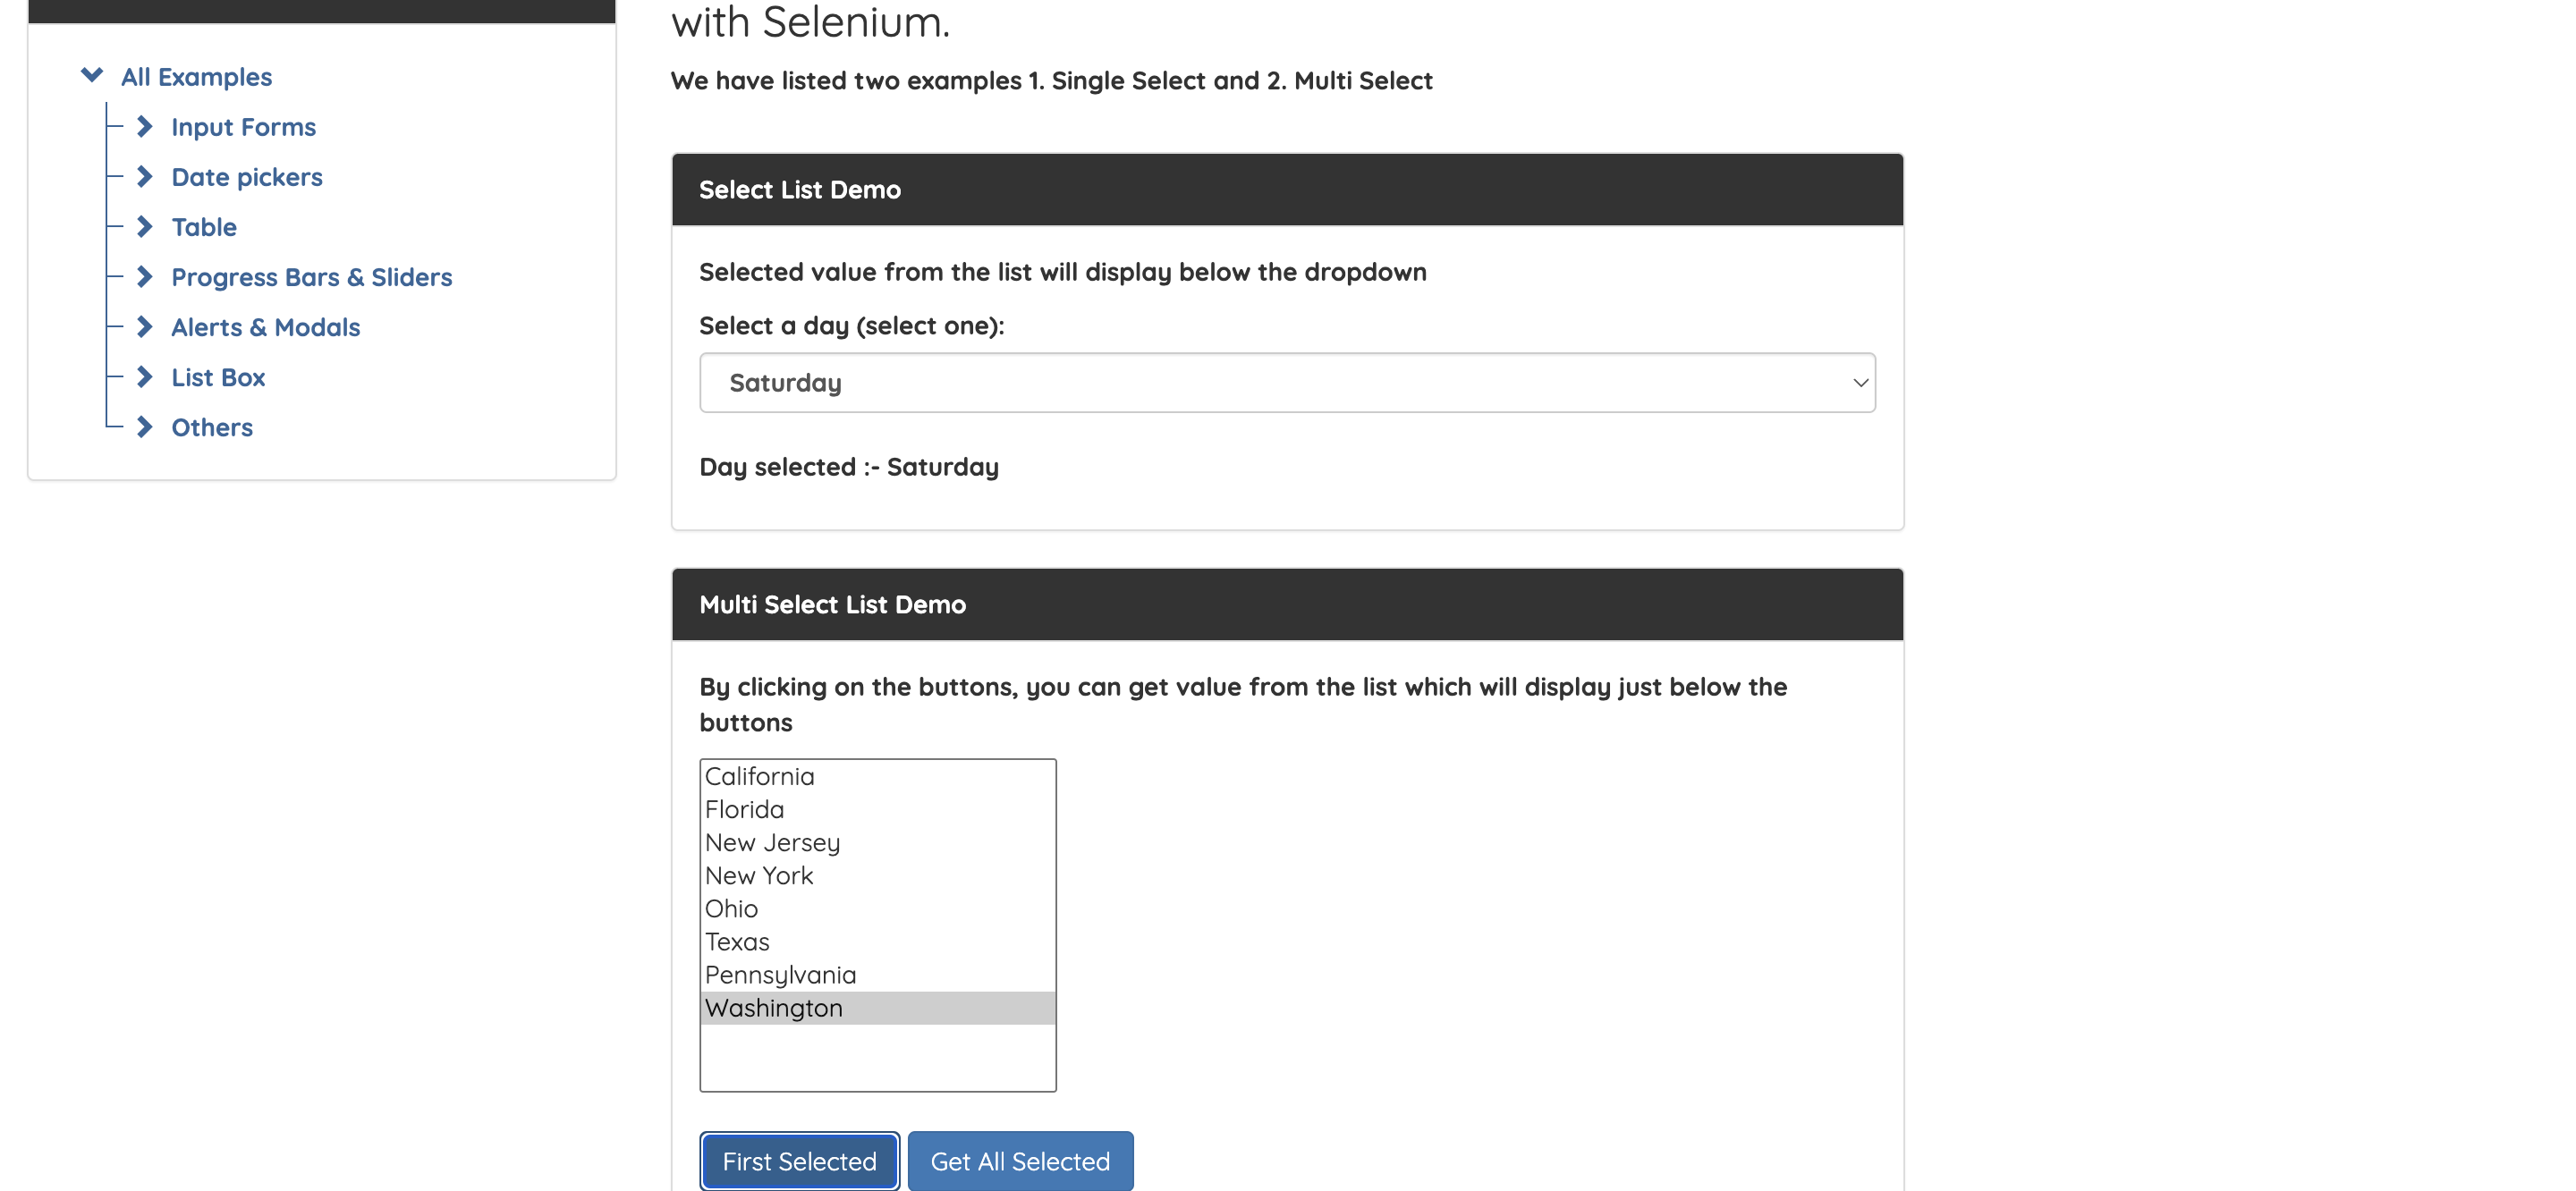 All Examples
Input Forms
Date pickers
Table
Progress Bars & Sliders
Alerts & Modals
List Box
Others
with Selenium.
We have listed two examples 1. Single Select and 2. Multi Select
Select List Demo
Selected value from the list will display below the dropdown
Select a day (select one):
Saturday
Day selected :- Saturday
Multi Select List Demo
By clicking on the buttons, you can get value from the list which will display just below the
buttons
California
Florida
New Jersey
New York
Ohio
Texas
Pennsylvania
Washington
First Selected
Get All Selected